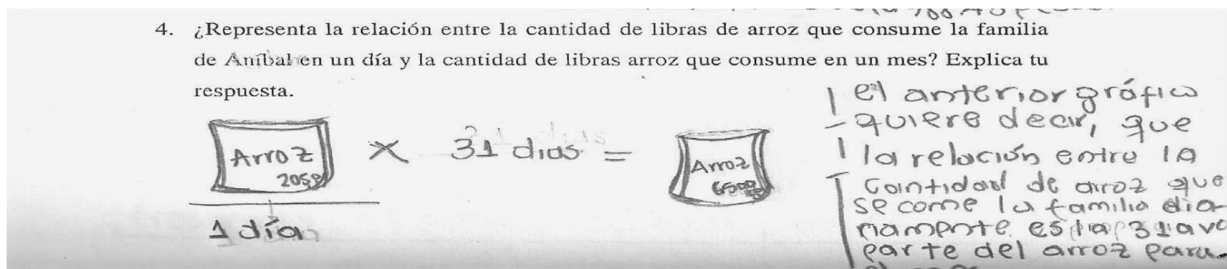 4. ¿Representa la relación entre la cantidad de libras de arroz que consume la familia
de Aníbal en un día y la cantidad de libras arroz que consume en un mes? Explica tu
respuesta.
Arroz
1 día
X 31 dias =
Arroz
el anterior gráfico
quiere decir, que
la relación entre la
cantidad de arroz que
se come la familia dia-
riamente es la 31ava
parte del arroz para